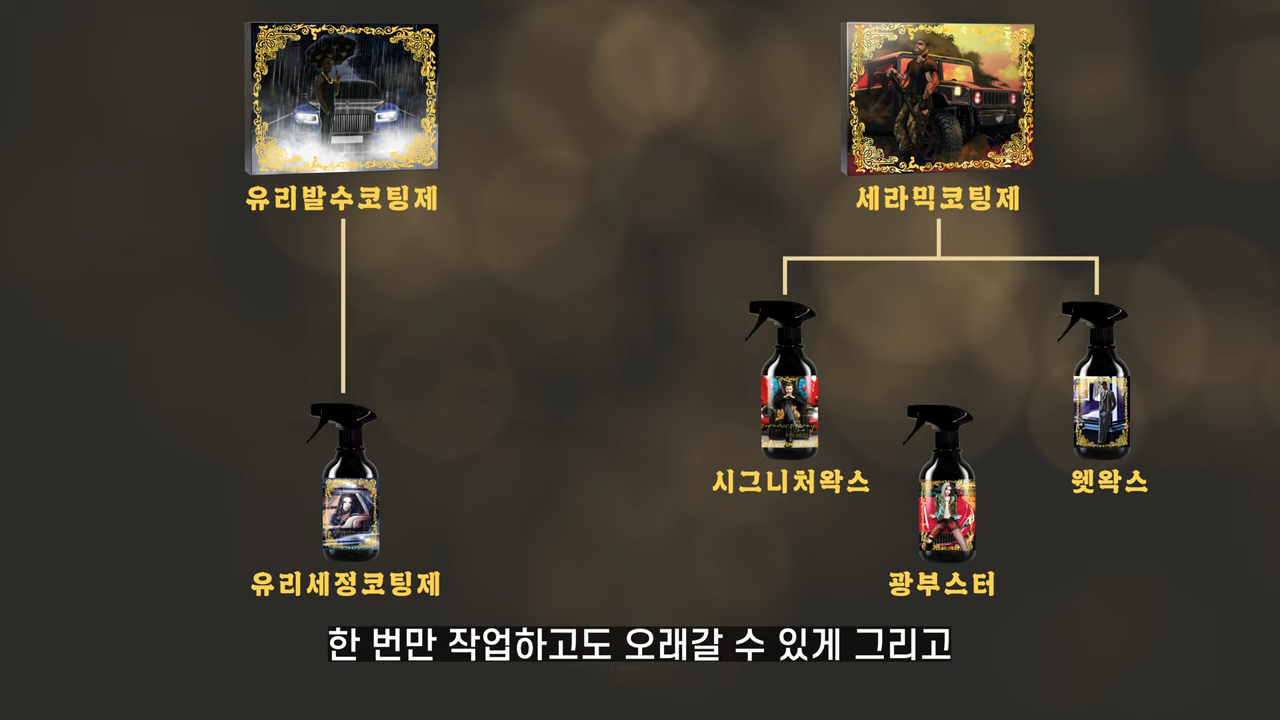 유리발수코팅제
세라믹코팅제
시그니처왁스
웻왁스
유리세정코팅제
광부스터
한 번만 작업하고도 오래갈 수 있게 그리고